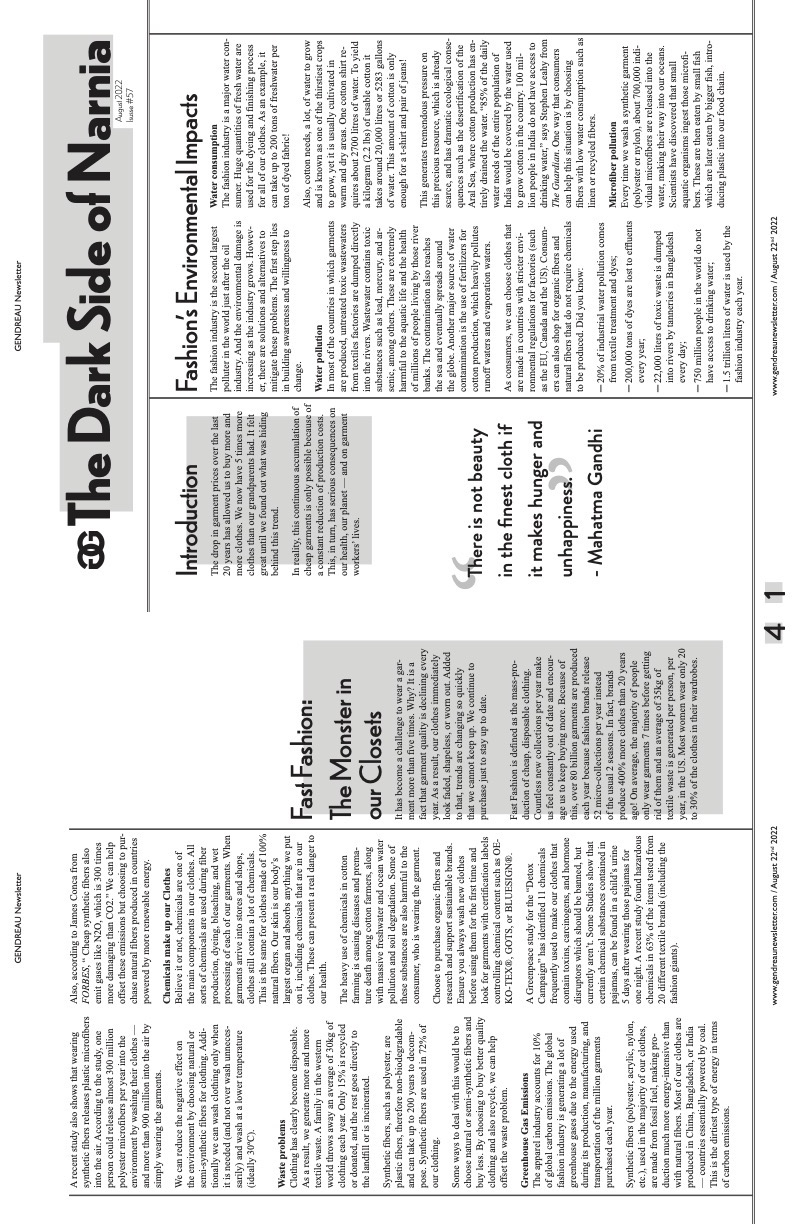 GENDREAU Newsletter
A recent study also shows that wearing
synthetic fibers releases plastic microfibers
into the air. According to the study, one
person could release almost 300 million
polyester microfibers per year into the
environment by washing their clothes —
and more than 900 million into the air by
simply wearing the garments.
We can reduce the negative effect on
the environment by choosing natural or
semi-synthetic fibers for clothing. Addi-
tionally we can wash clothing only when
it is needed (and not over wash unneces-
sarily) and wash at a lower temperature
(ideally 30°C).
Waste problems
Clothing has clearly become disposable.
As a result, we generate more and more
textile waste. A family in the western
world throws away an average of 30kg of
clothing each year. Only 15% is recycled
or donated, and the rest goes directly to
the landfill or is incinerated.
Synthetic fibers, such as polyester, are
plastic fibers, therefore non-biodegradable
and can take up to 200 years to decom-
pose. Synthetic fibers are used in 72% of
our clothing.
Some ways to deal with this would be to
choose natural or semi-synthetic fibers and
buy less. By choosing to buy better quality
clothing and also recycle, we can help
offset the waste problem.
Greenhouse Gas Emissions
The apparel industry accounts for 10%
of global carbon emissions. The global
fashion industry is generating a lot of
greenhouse gases due to the energy used
during its production, manufacturing, and
transportation of the million garments
purchased each year.
Synthetic fibers (polyester, acrylic, nylon,
etc.), used in the majority of our clothes,
are made from fossil fuel, making pro-
duction much more energy-intensive than
with natural fibers. Most of our clothes are
produced in China, Bangladesh, or India
— countries essentially powered by coal.
This is the dirtiest type of energy in terms
of carbon emissions.
Also, according to James Conca from
FORBES, “ Cheap synthetic fibers also
emit gases like N2O, which is 300 times
more damaging than CO2.” We can help
offset these emissions but choosing to pur-
chase natural fibers produced in countries
powered by more renewable energy.
Chemicals make up our Clothes
Believe it or not, chemicals are one of
the main components in our clothes. All
sorts of chemicals are used during fiber
production, dyeing, bleaching, and wet
processing of each of our garments. When
garments arrive into stores and shops,
clothes still contain a lot of chemicals.
This is the same for clothes made of 100%
natural fibers. Our skin is our body’s
largest organ and absorbs anything we put
on it, including chemicals that are in our
clothes. These can present a real danger to
our health.
The heavy use of chemicals in cotton
farming is causing diseases and prema-
ture death among cotton farmers, along
with massive freshwater and ocean water
pollution and soil degradation. Some of
these substances are also harmful to the
consumer, who is wearing the garment.
Choose to purchase organic fibers and
research and support sustainable brands.
Ensure you always wash new clothes
before using them for the first time and
look for garments with certification labels
controlling chemical content such as OE-
KO-TEX®, GOTS, or BLUESIGN®.
A Greenpeace study for the “Detox
Campaign” has identified 11 chemicals
frequently used to make our clothes that
contain toxins, carcinogens, and hormone
disruptors which should be banned, but
currently aren’t. Some Studies show that
certain chemical substances contained in
pajamas, can be found in a child’s urine
5 days after wearing those pajamas for
one night. A recent study found hazardous
chemicals in 63% of the items tested from
20 different textile brands (including the
fashion giants).
Fast Fashion:
The Monster in
our Closets
It has become a challenge to wear a gar-
ment more than five times. Why? It is a
fact that garment quality is declining every
year. As a result, our clothes immediately
look faded, shapeless, or worn out. Added
to that, trends are changing so quickly
that we cannot keep up. We continue to
purchase just to stay up to date.
Fast Fashion is defined as the mass-pro-
duction of cheap, disposable clothing.
Countless new collections per year make
us feel constantly out of date and encour-
age us to keep buying more. Because of
this, over 80 billion garments are produced
each year because fashion brands release
52 micro-collections per year instead
of the usual 2 seasons. In fact, brands
produce 400% more clothes than 20 years
ago! On average, the majority of people
only wear garments 7 times before getting
rid of them and an average of 35kg of
textile waste is generated per person, per
year, in the US. Most women wear only 20
to 30% of the clothes in their wardrobes.
www.gendreaunewsletter.com / August 22nd 2022
4
GENDREAU Newsletter
GG The Dark Side of Narnia
August 2022
Issue #57
Introduction
The drop in garment prices over the last
20 years has allowed us to buy more and
more clothes. We now have 5 times more
clothes than our grandparents had. It felt
great until we found out what was hiding
behind this trend.
In reality, this continuous accumulation of
cheap garments is only possible because of
a constant reduction of production costs.
This, in turn, has serious consequences on
our health, our planet — and on garment
workers’ lives.
“There is not beauty
in the finest cloth if
it makes hunger and
unhappiness.”
- Mahatma Gandhi
Fashion’s Environmental Impacts
The fashion industry is the second largest
polluter in the world just after the oil
industry. And the environmental damage is
increasing as the industry grows. Howev-
er, there are solutions and alternatives to
mitigate these problems. The first step lies
in building awareness and willingness to
change.
Water pollution
In most of the countries in which garments
are produced, untreated toxic wastewaters
from textiles factories are dumped directly
into the rivers. Wastewater contains toxic
substances such as lead, mercury, and ar-
senic, among others. These are extremely
harmful to the aquatic life and the health
of millions of people living by those river
banks. The contamination also reaches
the sea and eventually spreads around
the globe. Another major source of water
contamination is the use of fertilizers for
cotton production, which heavily pollutes
runoff waters and evaporation waters.
As consumers, we can choose clothes that
are made in countries with stricter envi-
ronmental regulations for factories (such
as the EU, Canada and the US). Consum-
ers can also shop for organic fibers and
natural fibers that do not require chemicals
to be produced. Did you know:
— 20% of industrial water pollution comes
from textile treatment and dyes;
— 200,000 tons of dyes are lost to effluents
every year;
— 22,000 liters of toxic waste is dumped
into rivers by tanneries in Bangladesh
every day;
— 750 million people in the world do not
have access to drinking water;
— 1.5 trillion liters of water is used by the
fashion industry each year.
Water consumption
The fashion industry is a major water con-
sumer. Huge quantities of fresh water are
used for the dyeing and finishing process
for all of our clothes. As an example, it
can take up to 200 tons of freshwater per
ton of dyed fabric!
Also, cotton needs, a lot, of water to grow
and is known as one of the thirstiest crops
to grow, yet it is usually cultivated in
warm and dry areas. One cotton shirt re-
quires about 2700 litres of water. To yield
a kilogram (2.2 lbs) of usable cotton it
takes around 20,000 litres or 5283 gallons
of water. This amount of cotton is only
enough for a t-shirt and pair of jeans!
This generates tremendous pressure on
this precious resource, which is already
scarce, and has dramatic ecological conse-
quences such as the desertification of the
Aral Sea, where cotton production has en-
tirely drained the water. “85% of the daily
water needs of the entire population of
India would be covered by the water used
to grow cotton in the country. 100 mil-
lion people in India do not have access to
drinking water.” says Stephen Leahy from
The Guardian. One way that consumers
can help this situation is by choosing
fibers with low water consumption such as
linen or recycled fibers.
Microfiber pollution
Every time we wash a synthetic garment
(polyester or nylon), about 700,000 indi-
vidual microfibers are released into the
water, making their way into our oceans.
Scientists have discovered that small
aquatic organisms ingest those microfi-
bers. These are then eaten by small fish
which are later eaten by bigger fish, intro-
ducing plastic into our food chain.
www.gendreaunewsletter.com / August 22nd 2022
1